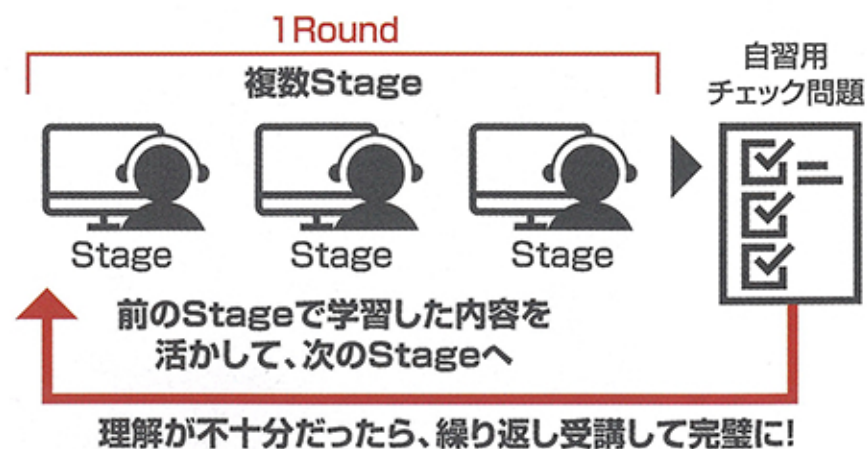 1Round
複数Stage
自習用
チェック問題
Stage
Stage
Stage
前のStageで学習した内容を
活かして、次のStageへ
理解が不十分だったら、繰り返し受講して完璧に!